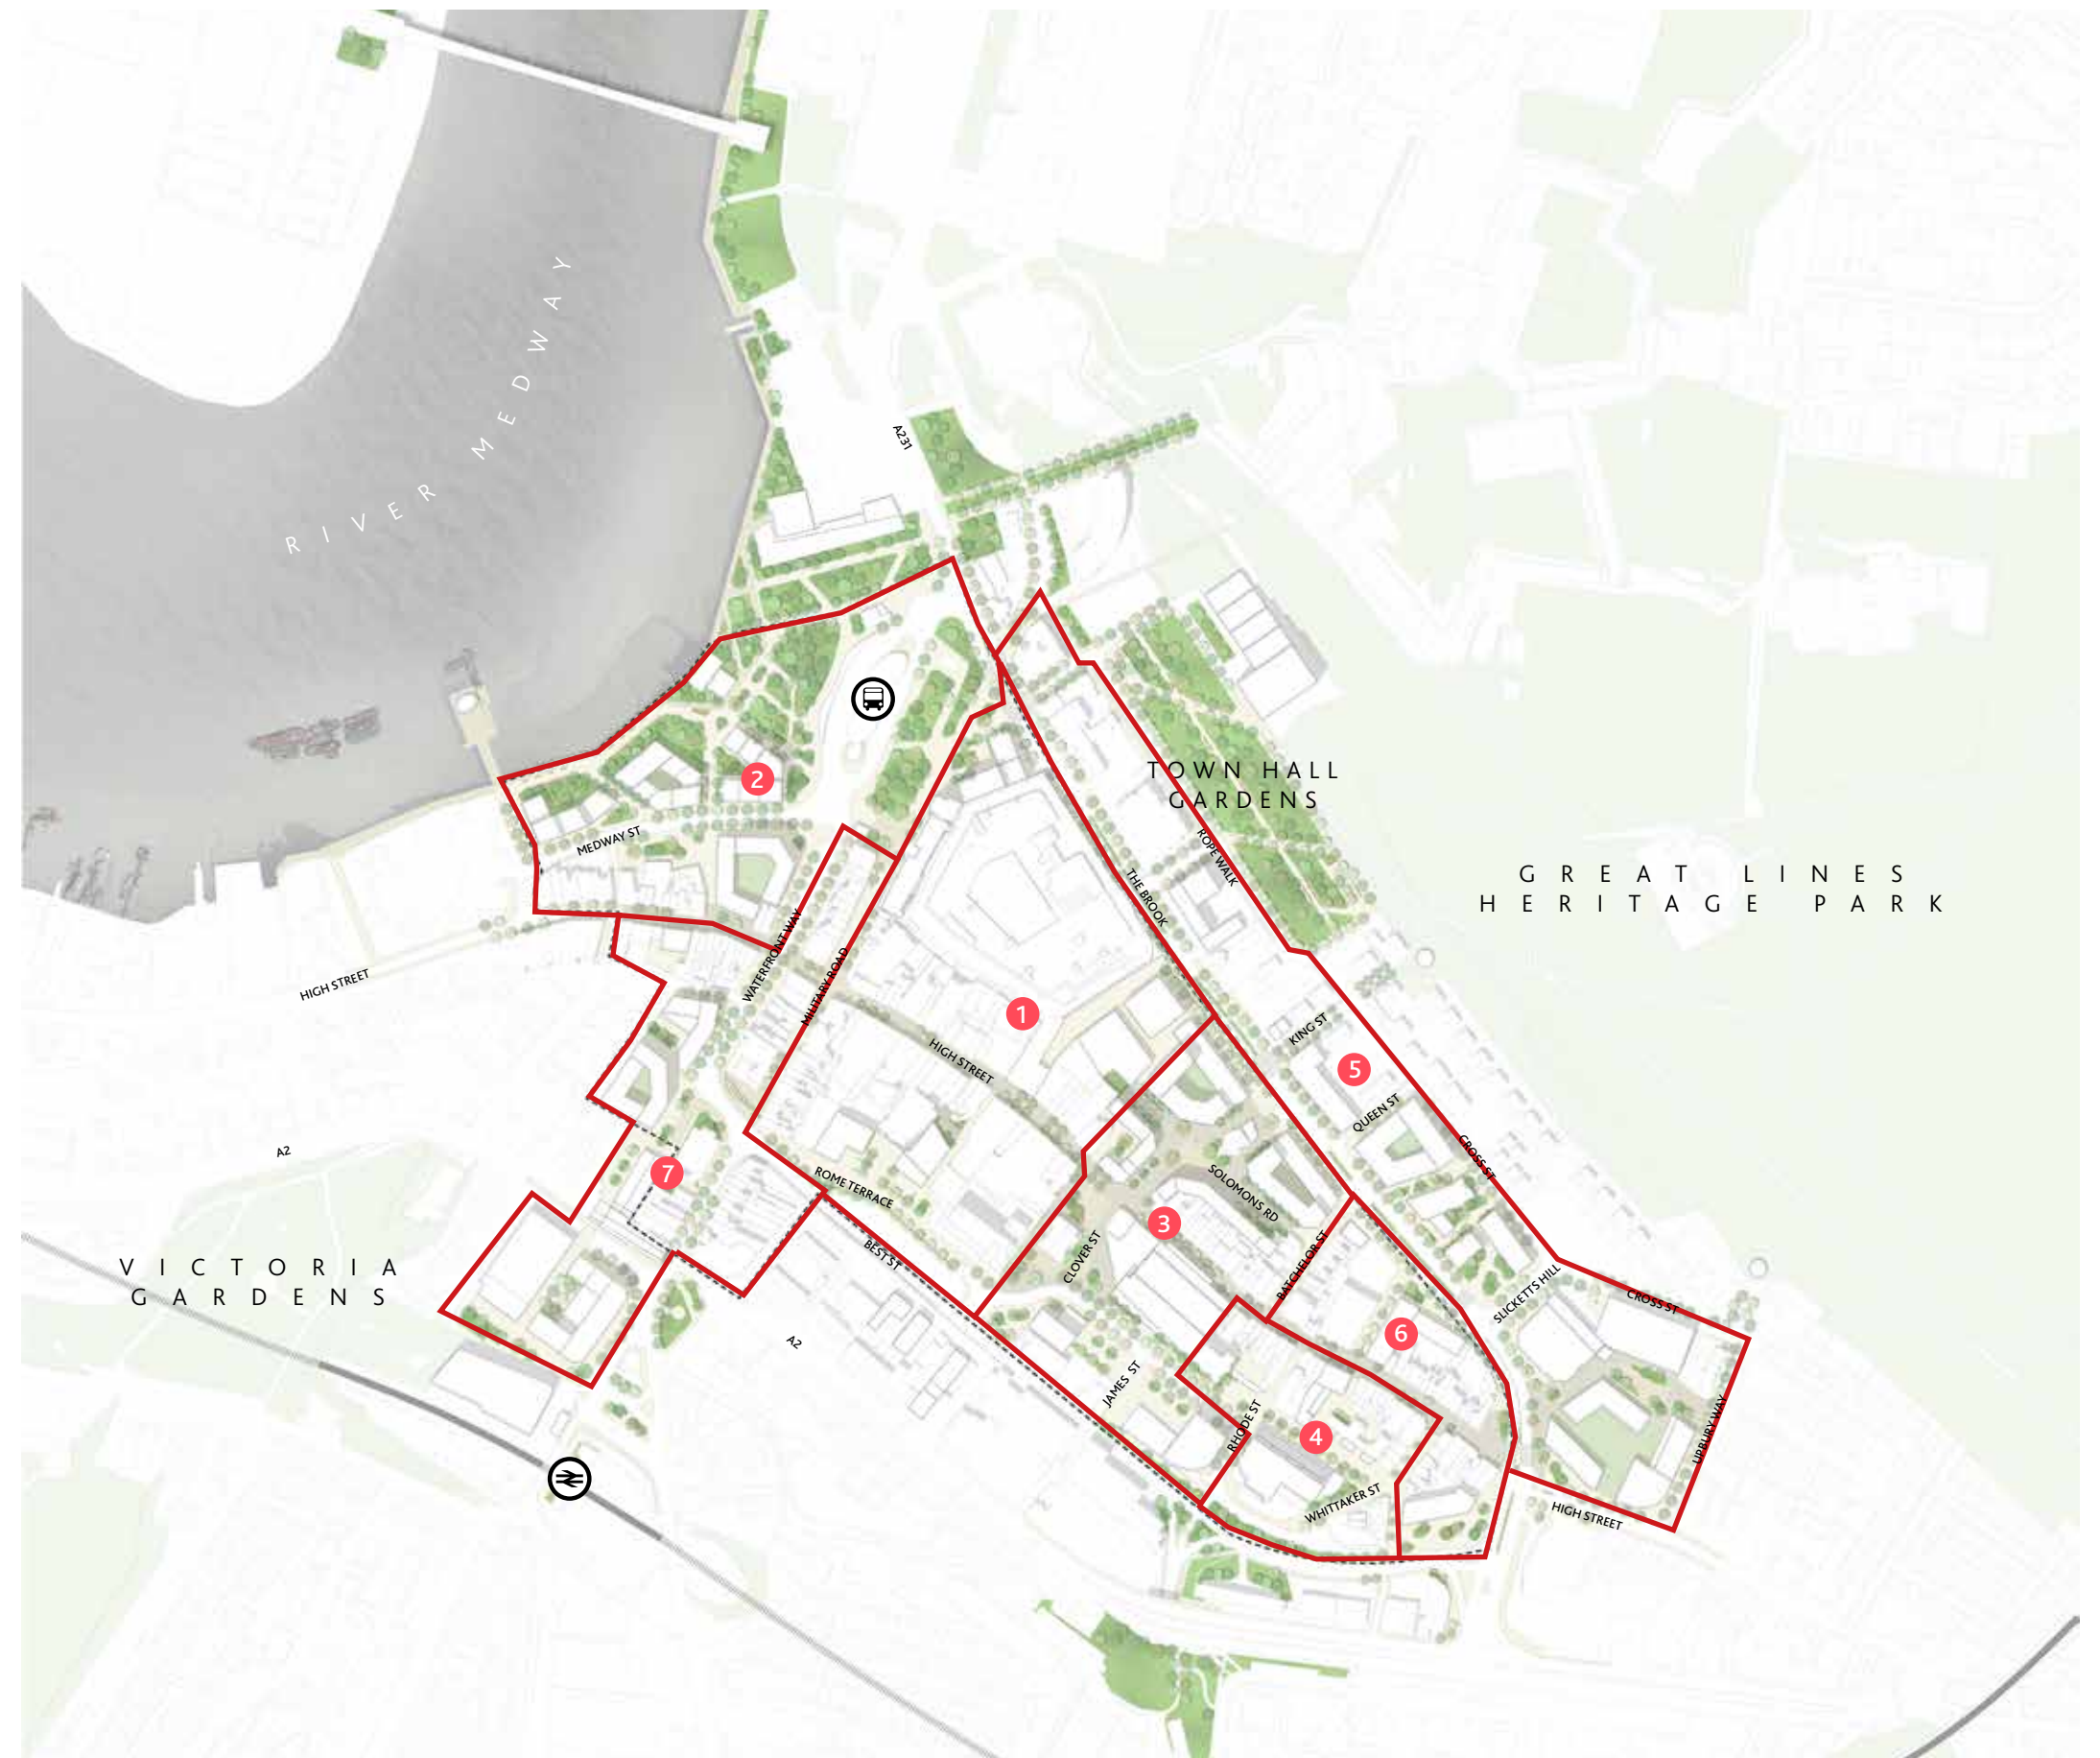 RIVER MEDWAY
A231
TOWN HALL
GARDENS
2
MEDWAY ST
ROPE WALK
THE BROOK
GREAT LINES
HERITAGE PARK
WATERFRONT WAY
MILITARY ROAD
HIGH STREET
1
HIGH STREET
KING ST
5
QUEEN ST
CROSS ST
A2
7
ROME TERRACE
SOLOMONS RD
3
BEST ST
CLOVER ST
BATCHELOR ST
VICTORIA
GARDENS
SLICKETTS HILL
CROSS ST
6
A2
JAMES ST
RHODE ST
4
UPBURY WAY
WHITTAKER ST
HIGH STREET